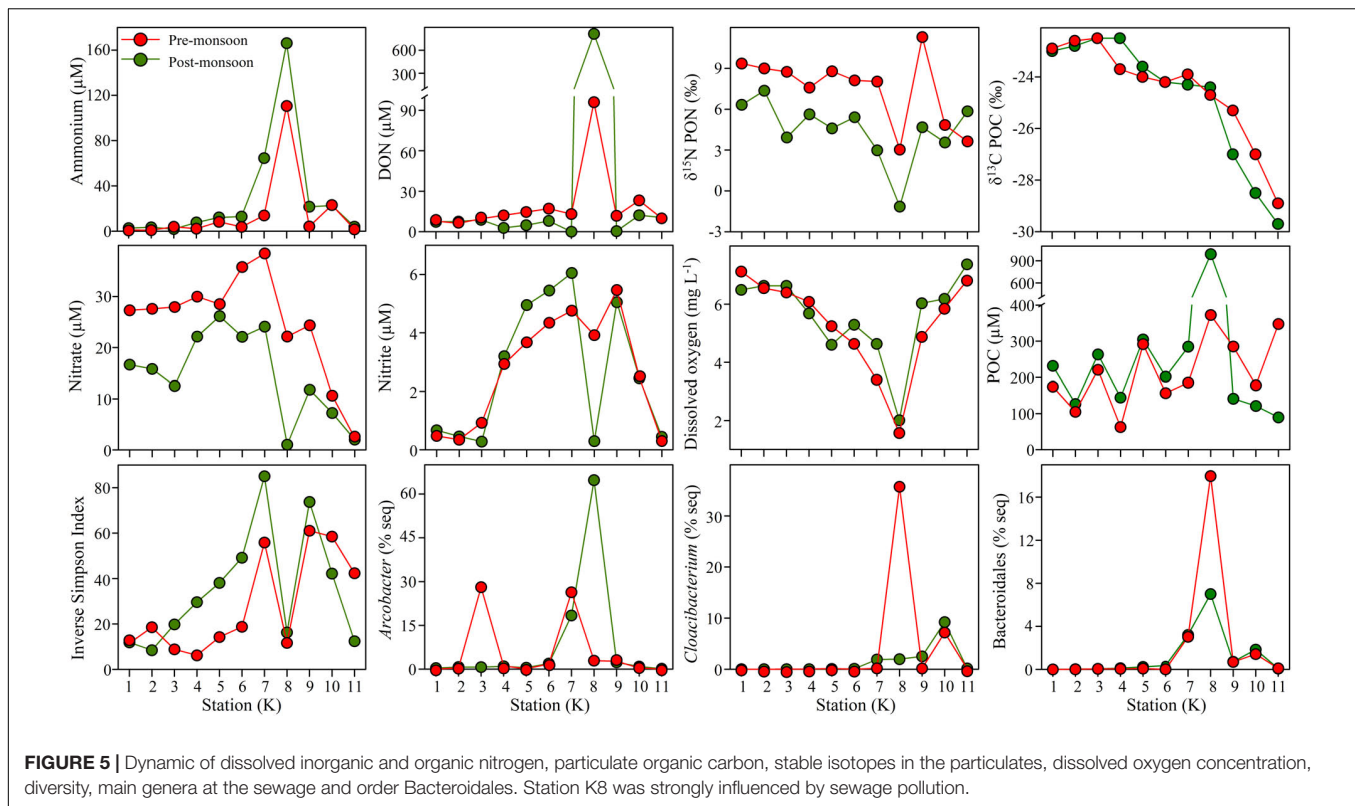 Pre-monsoon
Post-monsoon
Ammonium (µM)
160
120
80
40
0
DON (µM)
600
300
90
60
30
0
δ¹⁵N PON (‰)
9
6
3
0
-3
δ¹³C POC (‰)
-24
-26
-28
-30
Nitrate (µM)
30
20
10
0
Nitrite (µM)
6
4
2
0
Dissolved oxygen (mg L⁻¹)
6
4
2
POC (µM)
900
600
400
300
200
100
0
Inverse Simpson Index
80
60
40
20
0
1 2 3 4 5 6 7 8 9 10 11
Station (K)
Arcobacter (% seq)
60
45
30
15
0
1 2 3 4 5 6 7 8 9 10 11
Station (K)
Cloacibacterium (% seq)
30
20
10
0
1 2 3 4 5 6 7 8 9 10 11
Station (K)
Bacteroidales (% seq)
16
12
8
4
0
1 2 3 4 5 6 7 8 9 10 11
Station (K)
FIGURE 5 | Dynamic of dissolved inorganic and organic nitrogen, particulate organic carbon, stable isotopes in the particulates, dissolved oxygen concentration,
diversity, main genera at the sewage and order Bacteroidales. Station K8 was strongly influenced by sewage pollution.